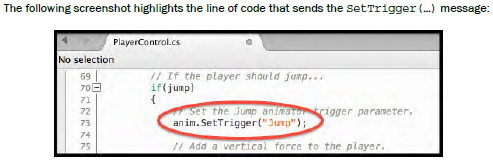 The following screenshot highlights the line of code that sends the SetTrigger(…) message:
PlayerControl.cs
No selection
69 // If the player should jump...
70 if(jump)
71 {
72 // Set the Jump animator trigger parameter.
73 anim.SetTrigger("Jump");
74
75 // Add a vertical force to the player.